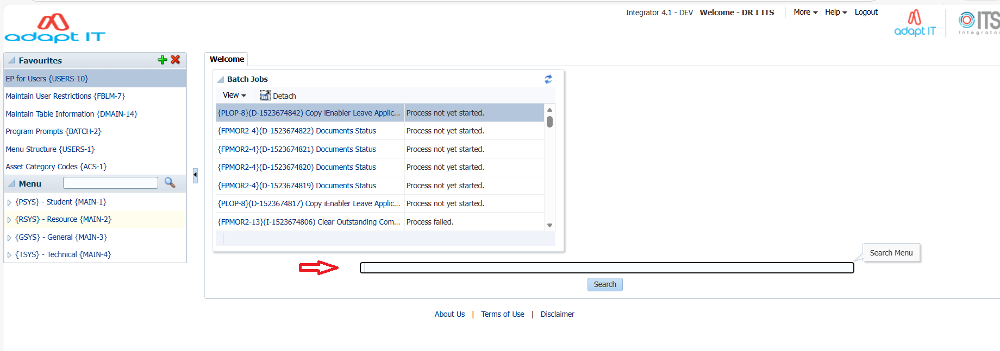 Integrator 4.1 - DEV Welcome - DR I ITS More Help Logout
adapt IT
adapt IT
ITS
Integrator
Favourites
EP for Users {USERS-10}
Maintain User Restrictions {FBLM-7}
Maintain Table Information {DMAIN-14}
Program Prompts {BATCH-2}
Menu Structure {USERS-1}
Asset Category Codes {ACS-1}
Menu
{PSYS} - Student {MAIN-1}
{RSYS} - Resource {MAIN-2}
{GSYS} - General {MAIN-3}
{TSYS} - Technical {MAIN-4}
Welcome
Batch Jobs
View Detach
{PLOP-8}(D-1523674842) Copy iEnabler Leave Applic... Process not yet started.
{FPMOR2-4}(D-1523674822) Documents Status Process not yet started.
{FPMOR2-4}(D-1523674821) Documents Status Process not yet started.
{FPMOR2-4}(D-1523674820) Documents Status Process not yet started.
{FPMOR2-4}(D-1523674819) Documents Status Process not yet started.
{PLOP-8}(D-1523674817) Copy iEnabler Leave Applic... Process not yet started.
{FPMOR2-13}(I-1523674806) Clear Outstanding Com... Process failed.
Search Menu
Search
About Us | Terms of Use | Disclaimer